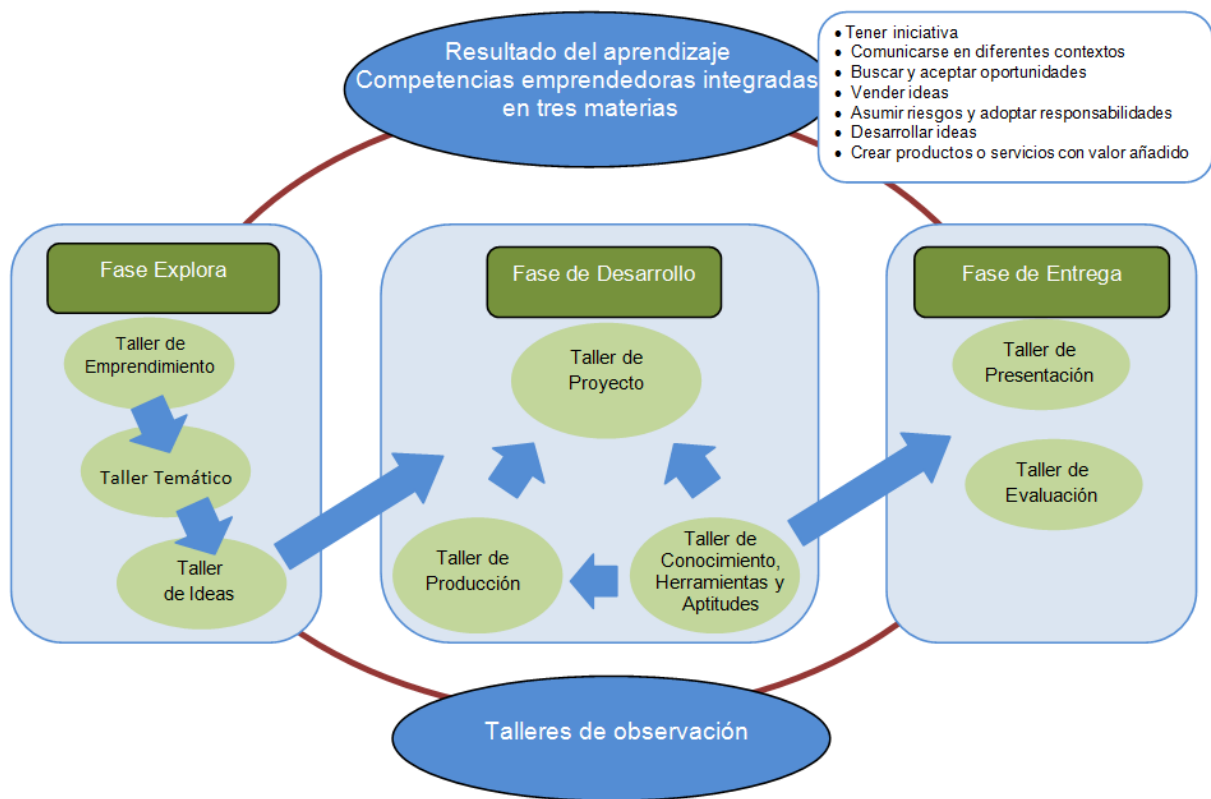 Resultado del aprendizaje
Competencias emprendedoras integradas
en tres materias
• Tener iniciativa
• Comunicarse en diferentes contextos
• Buscar y aceptar oportunidades
• Vender ideas
• Asumir riesgos y adoptar responsabilidades
• Desarrollar ideas
• Crear productos o servicios con valor añadido
Fase Explora
Taller de
Emprendimiento
Taller Temático
Taller
de Ideas
Fase de Desarrollo
Taller de
Proyecto
Taller de
Producción
Taller de
Conocimiento,
Herramientas y
Aptitudes
Fase de Entrega
Taller de
Presentación
Taller de
Evaluación
Talleres de observación